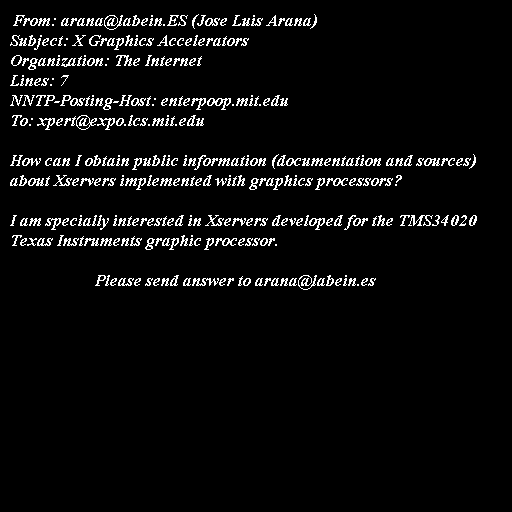 From: arana@labein.ES (Jose Luis Arana)
Subject: X Graphics Accelerators
Organization: The Internet
Lines: 7
NNTP-Posting-Host: enterpoop.mit.edu
To: xpert@expo.lcs.mit.edu

How can I obtain public information (documentation and sources)
about Xservers implemented with graphics processors?

I am specially interested in Xservers developed for the TMS34020
Texas Instruments graphic processor.

Please send answer to arana@labein.es